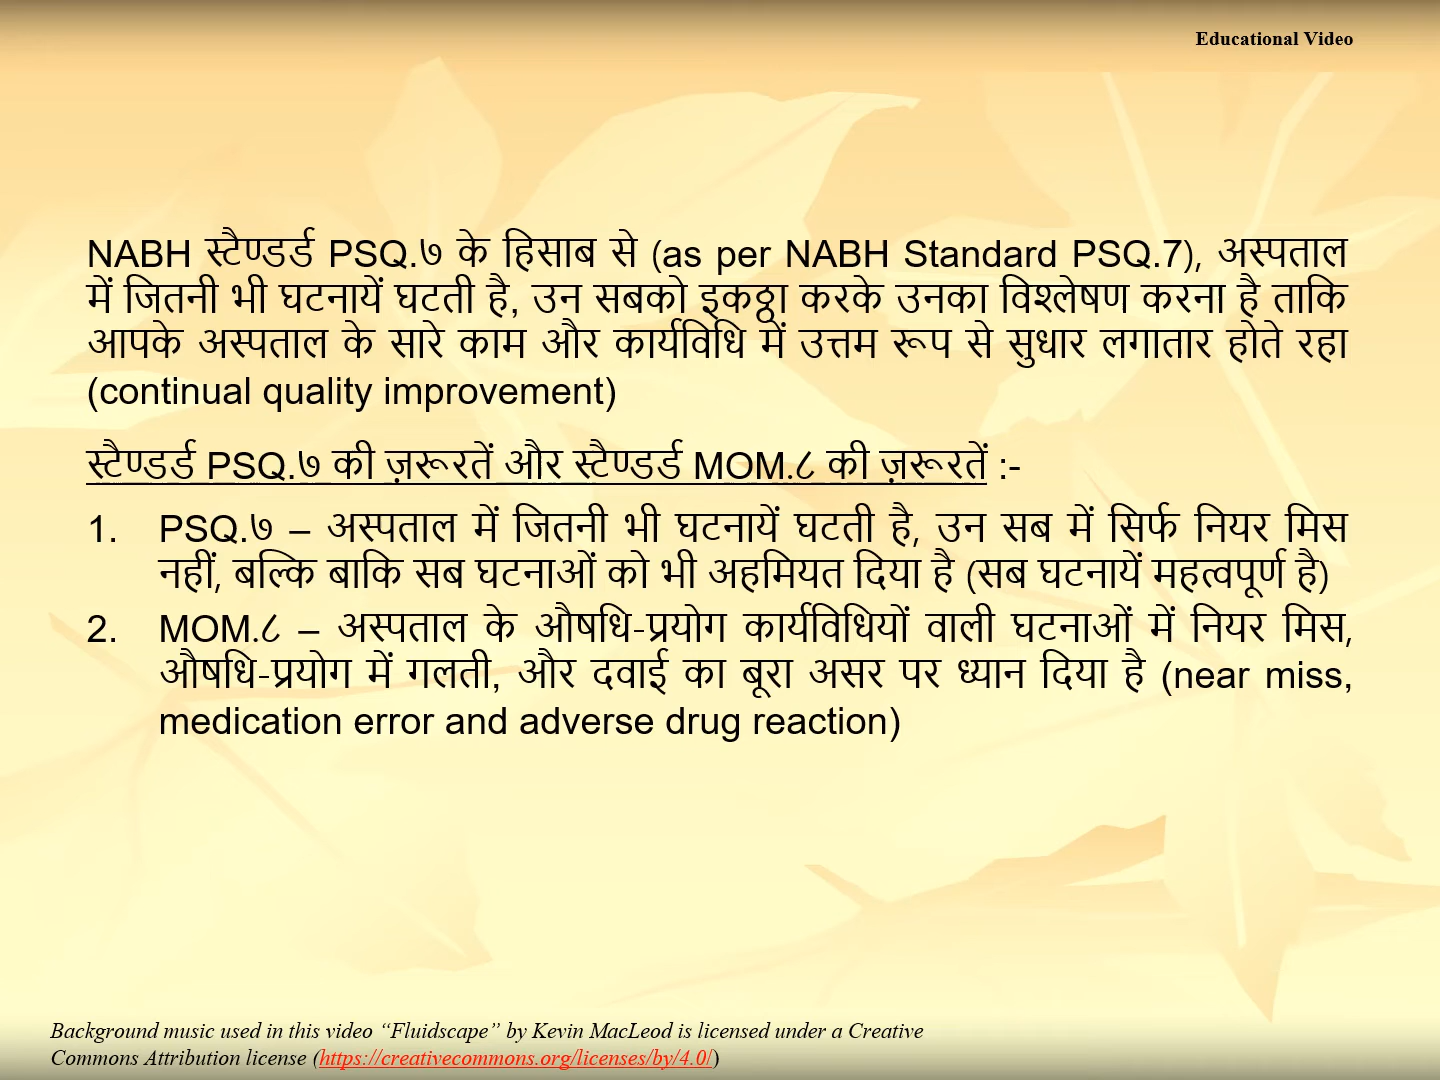 Educational Video
NABH स्टैण्डर्ड PSQ.७ के हिसाब से (as per NABH Standard PSQ.7), अस्पताल
में जितनी भी घटनायें घटती है, उन सबको इकठ्ठा करके उनका विश्लेषण करना है ताकि
आपके अस्पताल के सारे काम और कार्यविधि में उत्तम रूप से सुधार लगातार होते रहा
(continual quality improvement)
स्टैण्डर्ड PSQ.७ की ज़रूरतें और स्टैण्डर्ड MOM.८ की ज़रूरतें :-
1. PSQ.७ – अस्पताल में जितनी भी घटनायें घटती है, उन सब में सिर्फ नियर मिस
नहीं, बल्कि बाकि सब घटनाओं को भी अहमियत दिया है (सब घटनायें महत्वपूर्ण है)
2. MOM.८ – अस्पताल के औषधि-प्रयोग कार्यविधियों वाली घटनाओं में नियर मिस,
औषधि-प्रयोग में गलती, और दवाई का बूरा असर पर ध्यान दिया है (near miss,
medication error and adverse drug reaction)
Background music used in this video “Fluidscape” by Kevin MacLeod is licensed under a Creative
Commons Attribution license (https://creativecommons.org/licenses/by/4.0/)